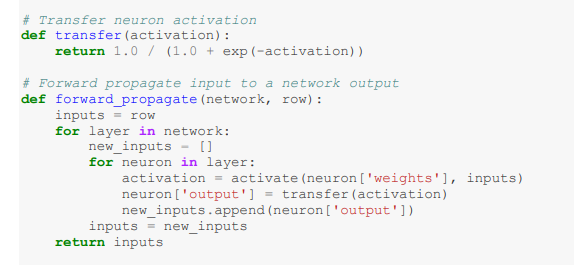 # Transfer neuron activation
def transfer(activation):
    return 1.0 / (1.0 + exp(-activation))
# Forward propagate input to a network output
def forward_propagate(network, row):
    inputs = row
    for layer in network:
        new_inputs = []
        for neuron in layer:
            activation = activate(neuron['weights'], inputs)
            neuron['output'] = transfer(activation)
            new_inputs.append(neuron['output'])
        inputs = new_inputs
    return inputs